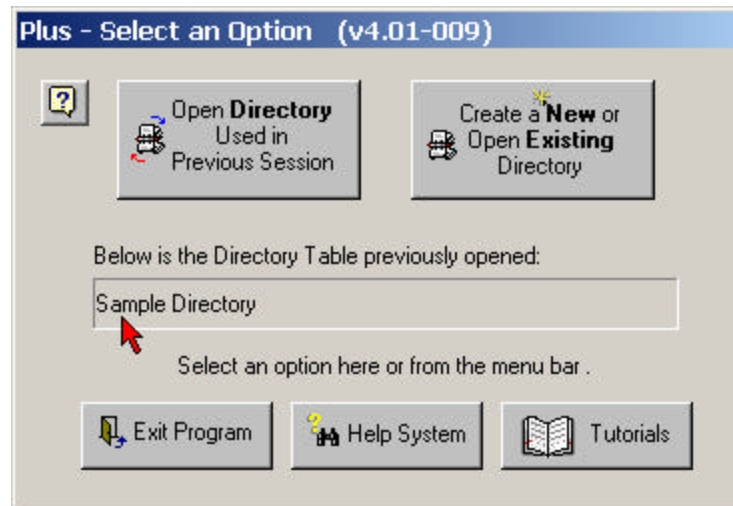 Plus - Select an Option (v4.01-009)
Open Directory
Used in
Previous Session
Create a New or
Open Existing
Directory
Below is the Directory Table previously opened:
Sample Directory
Select an option here or from the menu bar .
Exit Program
Help System
Tutorials